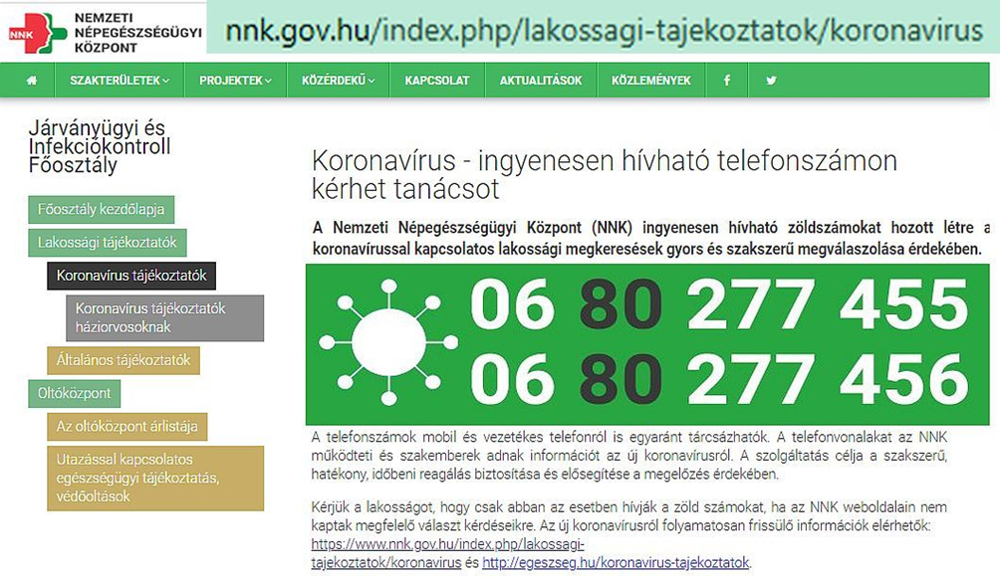 NNK
NEMZETI
NÉPEGÉSZSÉGÜGYI
KÖZPONT
nnk.gov.hu/index.php/lakossagi-tajekoztatok/koronavirus
SZAKTERÜLETEK PROJEKTEK KÖZÉRDEKŰ KAPCSOLAT AKTUALITÁSOK KÖZLEMÉNYEK
Járványügyi és
Infekciókontroll
Főosztály
Főosztály kezdőlapja
Lakossági tájékoztatók
Koronavírus tájékoztatók
Koronavírus tájékoztatók
háziorvosoknak
Általános tájékoztatók
Oltóközpont
Az oltóközpont árlistája
Utazással kapcsolatos
egészségügyi tájékoztatás,
védőoltások
Koronavírus - ingyenesen hívható telefonszámon
kérhet tanácsot
A Nemzeti Népegészségügyi Központ (NNK) ingyenesen hívható zöldszámokat hozott létre a
koronavírussal kapcsolatos lakossági megkeresések gyors és szakszerű megválaszolása érdekében.
06 80 277 455
06 80 277 456
A telefonszámok mobil és vezetékes telefonról is egyaránt tárcsázhatók. A telefonvonalakat az NNK
működteti és szakemberek adnak információt az új koronavírusról. A szolgáltatás célja a szakszerű,
hatékony, időbeni reagálás biztosítása és elősegítése a megelőzés érdekében.
Kérjük a lakosságot, hogy csak abban az esetben hívják a zöld számokat, ha az NNK weboldalain nem
kaptak megfelelő választ kérdéseikre. Az új koronavírusról folyamatosan frissülő információk elérhetők:
https://www.nnk.gov.hu/index.php/lakossagi-
tajekoztatok/koronavirus és http://egeszseg.hu/koronavirus-tajekoztatok.